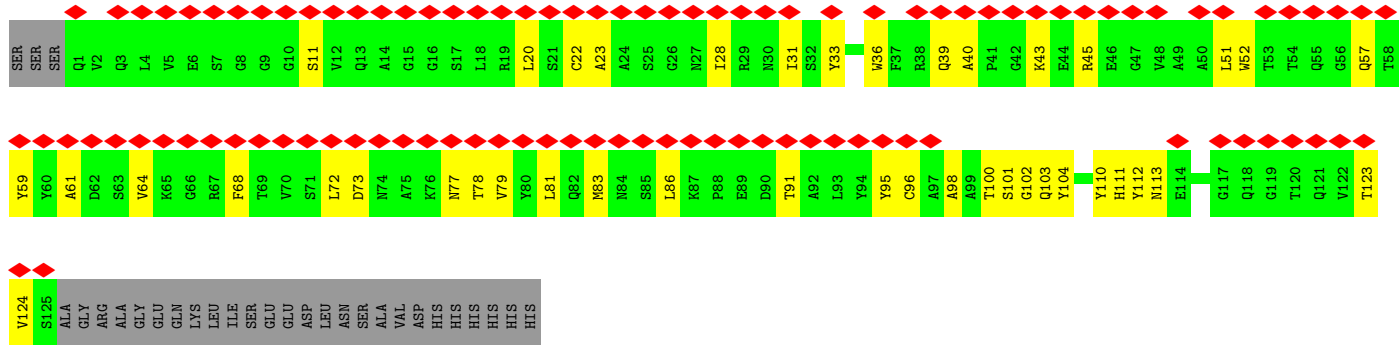 SER SER SER Q1 V2 Q3 L4 V5 E6 S7 G8 G9 G10 S11 V12 Q13 A14 G15 G16 S17 L18 R19 L20 S21 C22 A23 A24 S25 G26 N27 I28 R29 N30 I31 S32 Y33 W36 F37 R38 Q39 A40 P41 G42 K43 E44 R45 E46 G47 V48 A49 A50 L51 W52 T53 T54 Q55 G56 Q57 T58
Y59 Y60 A61 D62 S63 V64 K65 G66 R67 F68 T69 V70 S71 L72 D73 N74 A75 K76 N77 T78 V79 Y80 L81 Q82 M83 N84 S85 L86 K87 P88 E89 D90 T91 A92 L93 Y94 Y95 C96 A97 A98 A99 T100 S101 G102 Q103 Y104 Y110 H111 Y112 N113 E114 G117 Q118 G119 T120 Q121 V122 T123
V124 S125 ALA GLY ARG ALA GLY GLU GLN LYS LEU ILE SER GLU GLU ASP LEU ASN SER ALA VAL ASP HIS HIS HIS HIS HIS HIS